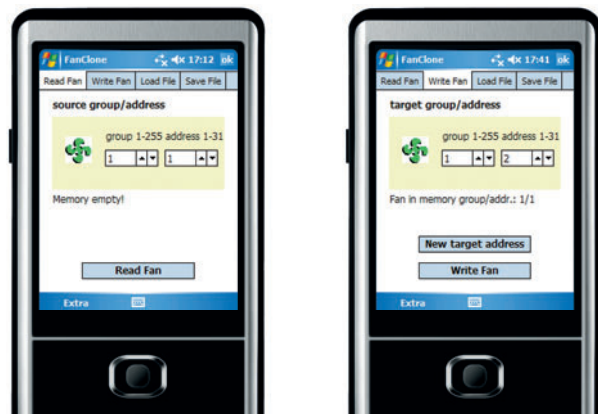 FanClone 17:12 ok
Read Fan Write Fan Load File Save File
source group/address
group 1-255 address 1-31
1 1
Memory empty!
Read Fan
Extra
FanClone 17:41 ok
Read Fan Write Fan Load File Save File
target group/address
group 1-255 address 1-31
1 2
Fan in memory group/addr.: 1/1
New target address
Write Fan
Extra